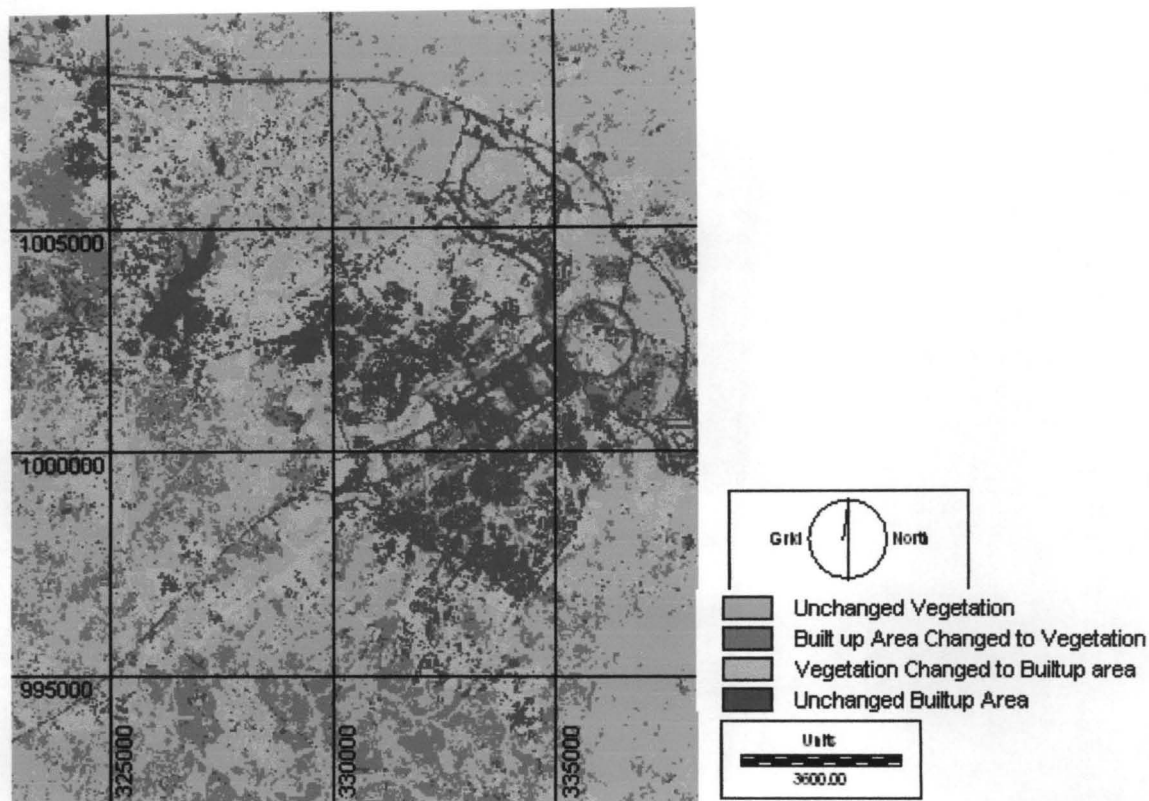 1005000
1000000
995000
325000
330000
335000
Grid North
Unchanged Vegetation
Built up Area Changed to Vegetation
Vegetation Changed to Builtup area
Unchanged Builtup Area
Units
3600.00